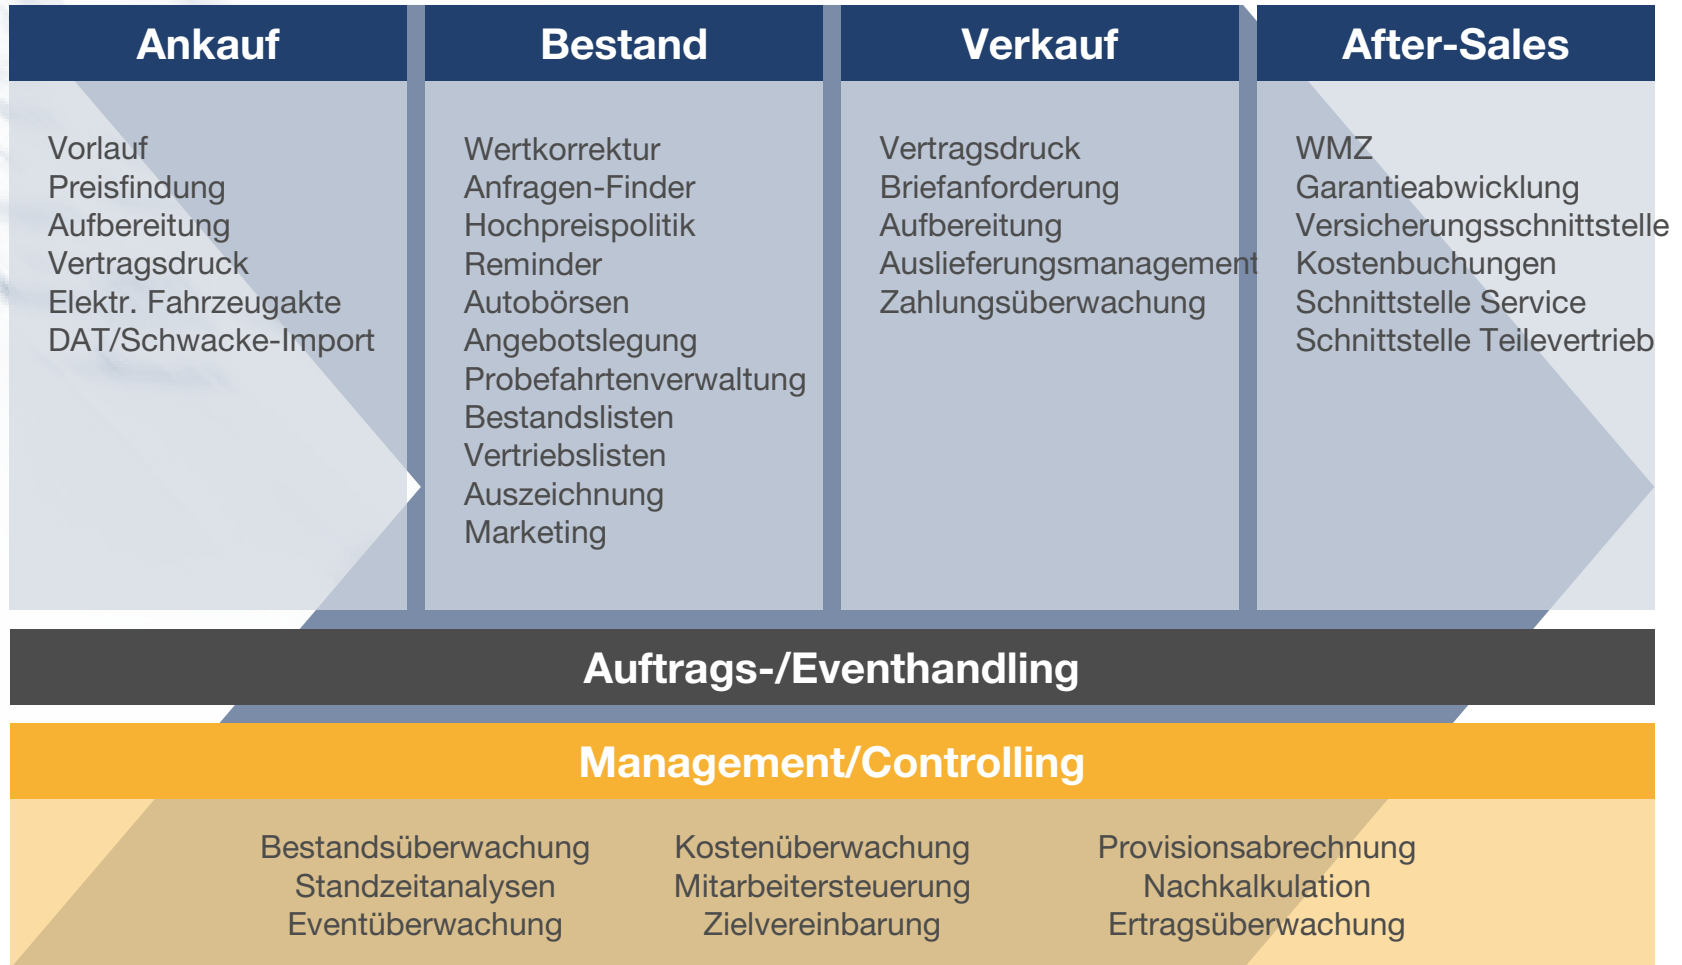 Ankauf
Vorlauf
Preisfindung
Aufbereitung
Vertragsdruck
Elektr. Fahrzeugakte
DAT/Schwacke-Import
Bestand
Wertkorrektur
Anfragen-Finder
Hochpreispolitik
Reminder
Autobörsen
Angebotslegung
Probefahrtenverwaltung
Bestandslisten
Vertriebslisten
Auszeichnung
Marketing
Verkauf
Vertragsdruck
Briefanforderung
Aufbereitung
Auslieferungsmanagement
Zahlungsüberwachung
After-Sales
WMZ
Garantieabwicklung
Versicherungsschnittstelle
Kostenbuchungen
Schnittstelle Service
Schnittstelle Teilevertrieb
Auftrags-/Eventhandling
Management/Controlling
Bestandsüberwachung
Standzeitanalysen
Eventüberwachung
Kostenüberwachung
Mitarbeitersteuerung
Zielvereinbarung
Provisionsabrechnung
Nachkalkulation
Ertragsüberwachung